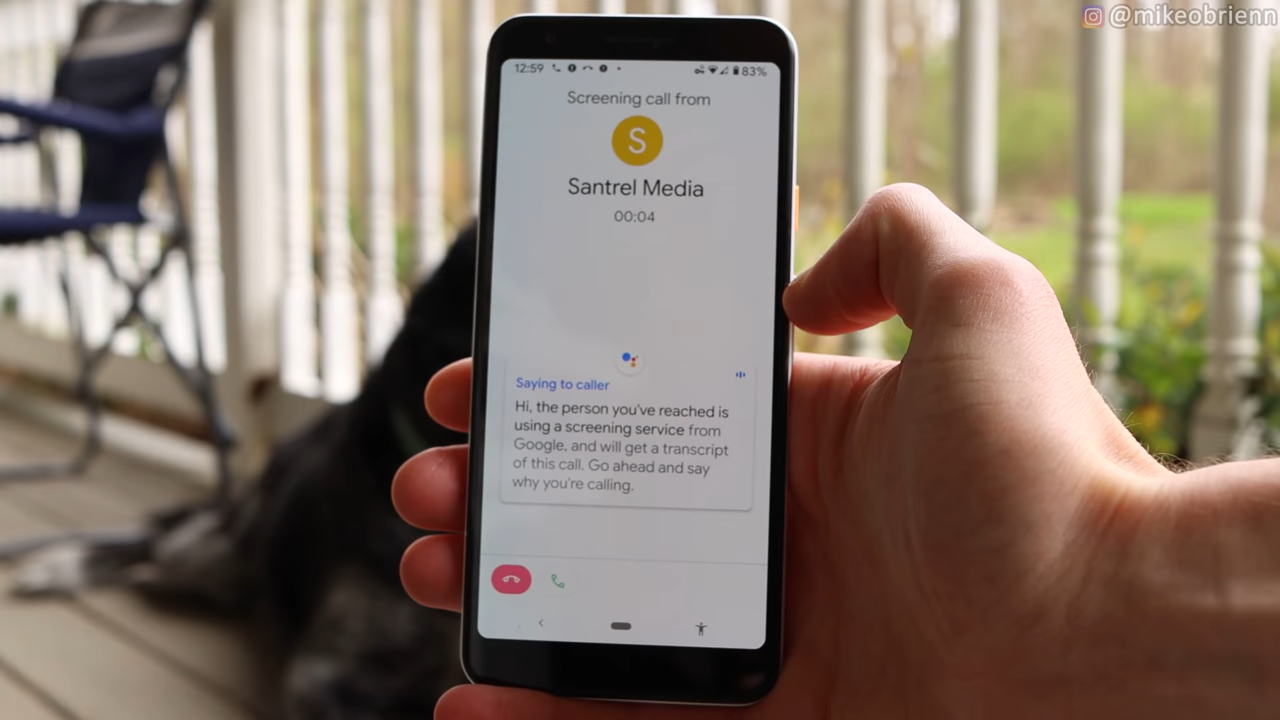 @mikeobrienn
12:59
83%
Screening call from
S
Santrel Media
00:04
Saying to caller
Hi, the person you've reached is
using a screening service from
Google, and will get a transcript
of this call. Go ahead and say
why you're calling.